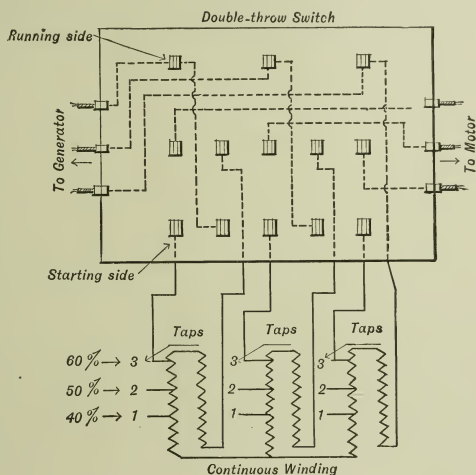 Double-throw Switch
Running side
To Generator
To Motor
Starting side
Taps Taps Taps
60% → 3 3 3
50% → 2 2 2
40% → 1 1 1
Continuous Winding